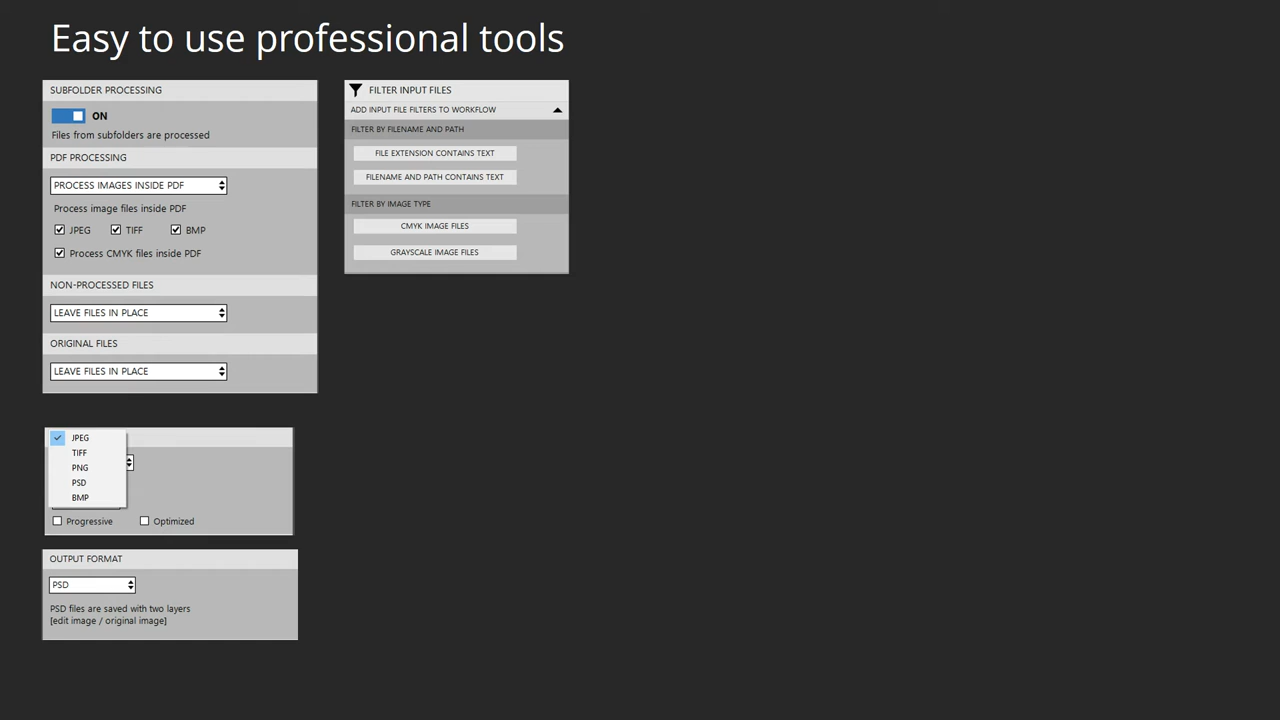 Easy to use professional tools
SUBFOLDER PROCESSING
ON
Files from subfolders are processed
PDF PROCESSING
PROCESS IMAGES INSIDE PDF
Process image files inside PDF
JPEG TIFF BMP
Process CMYK files inside PDF
NON-PROCESSED FILES
LEAVE FILES IN PLACE
ORIGINAL FILES
LEAVE FILES IN PLACE
FILTER INPUT FILES
ADD INPUT FILE FILTERS TO WORKFLOW
FILTER BY FILENAME AND PATH
FILE EXTENSION CONTAINS TEXT
FILENAME AND PATH CONTAINS TEXT
FILTER BY IMAGE TYPE
CMYK IMAGE FILES
GRAYSCALE IMAGE FILES
JPEG
TIFF
PNG
PSD
BMP
Progressive Optimized
OUTPUT FORMAT
PSD
PSD files are saved with two layers
[edit image / original image]